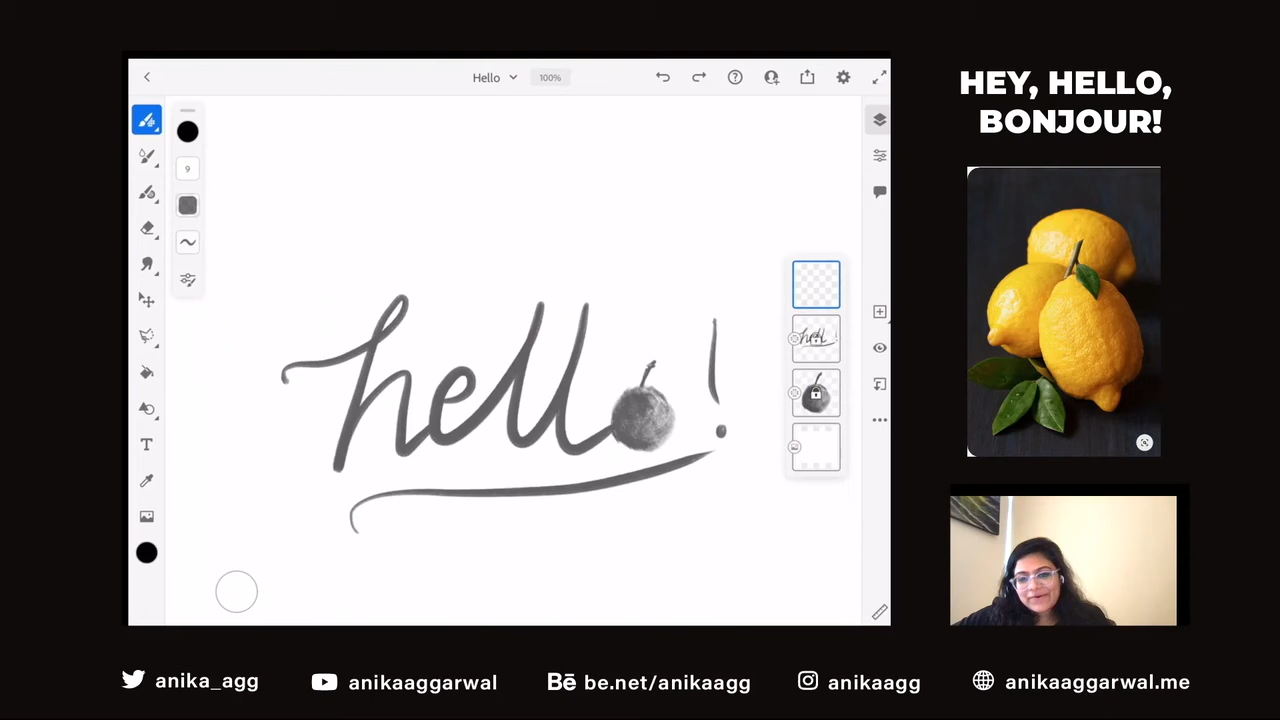 Hello
100%
HEY, HELLO,
BONJOUR!
9
hello!
T
anika_agg
anikaaggarwal
Bē be.net/anikaagg
anikaagg
anikaaggarwal.me